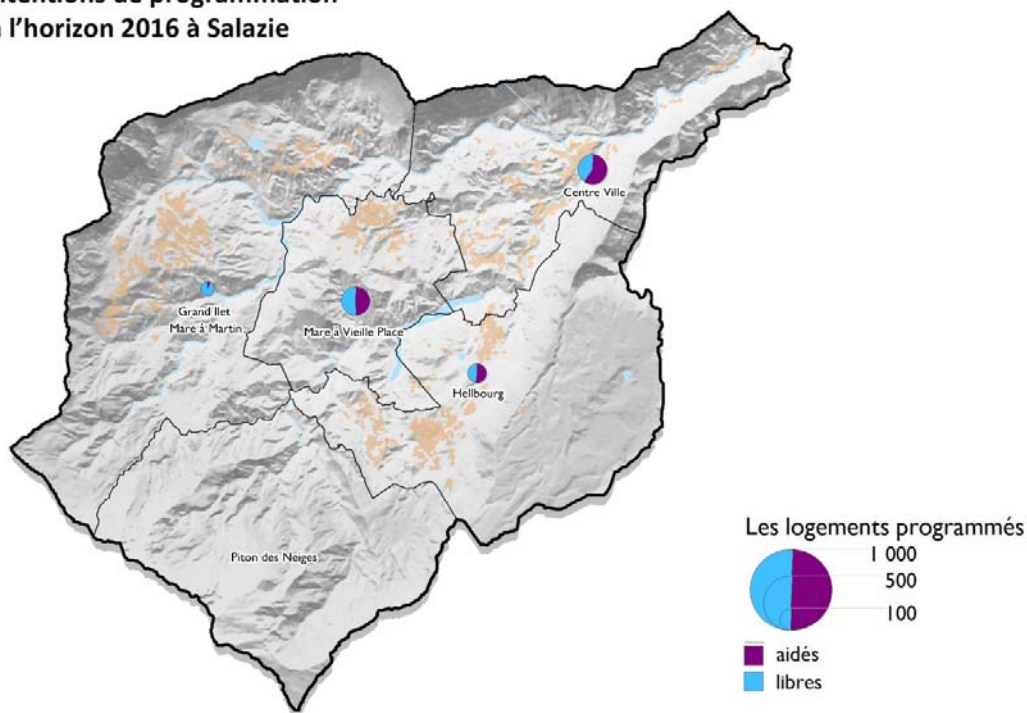 à l’horizon 2016 à Salazie
Centre Ville
Grand Ilet
Mare à Martin
Mare à Vieille Place
Hellbourg
Piton des Neiges
Les logements programmés
1 000
500
100
aidés
libres